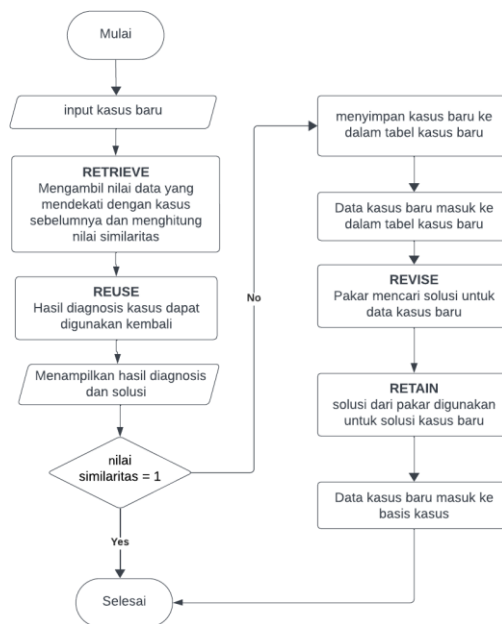 Mulai
input kasus baru
RETRIEVE
Mengambil nilai data yang
mendekati dengan kasus
sebelumnya dan menghitung
nilai similaritas
REUSE
Hasil diagnosis kasus dapat
digunakan kembali
Menampilkan hasil diagnosis
dan solusi
nilai
similaritas = 1
Yes
Selesai
No
menyimpan kasus baru ke
dalam tabel kasus baru
Data kasus baru masuk ke
dalam tabel kasus baru
REVISE
Pakar mencari solusi untuk
data kasus baru
RETAIN
solusi dari pakar digunakan
untuk solusi kasus baru
Data kasus baru masuk ke
basis kasus